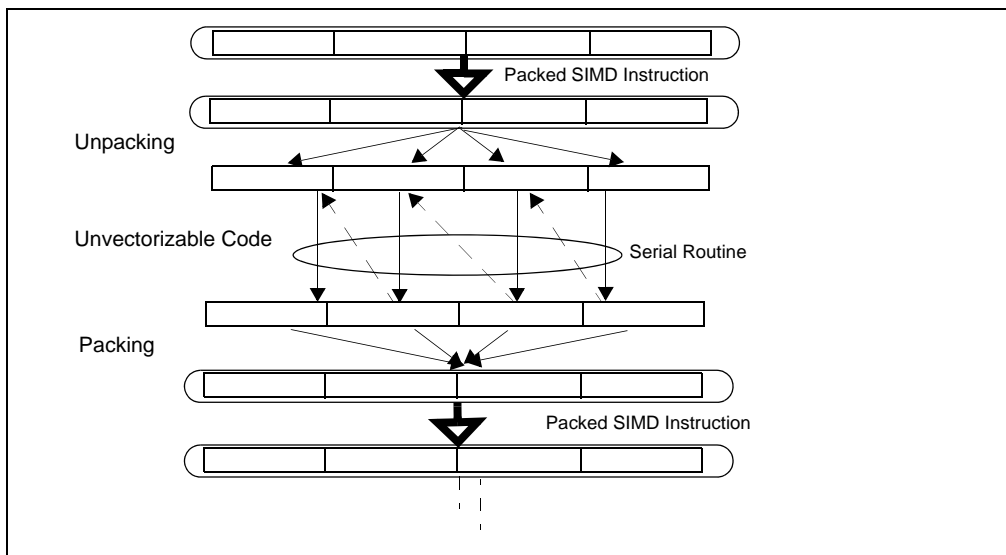 Packed SIMD Instruction
Unpacking
Unvectorizable Code
Serial Routine
Packing
Packed SIMD Instruction